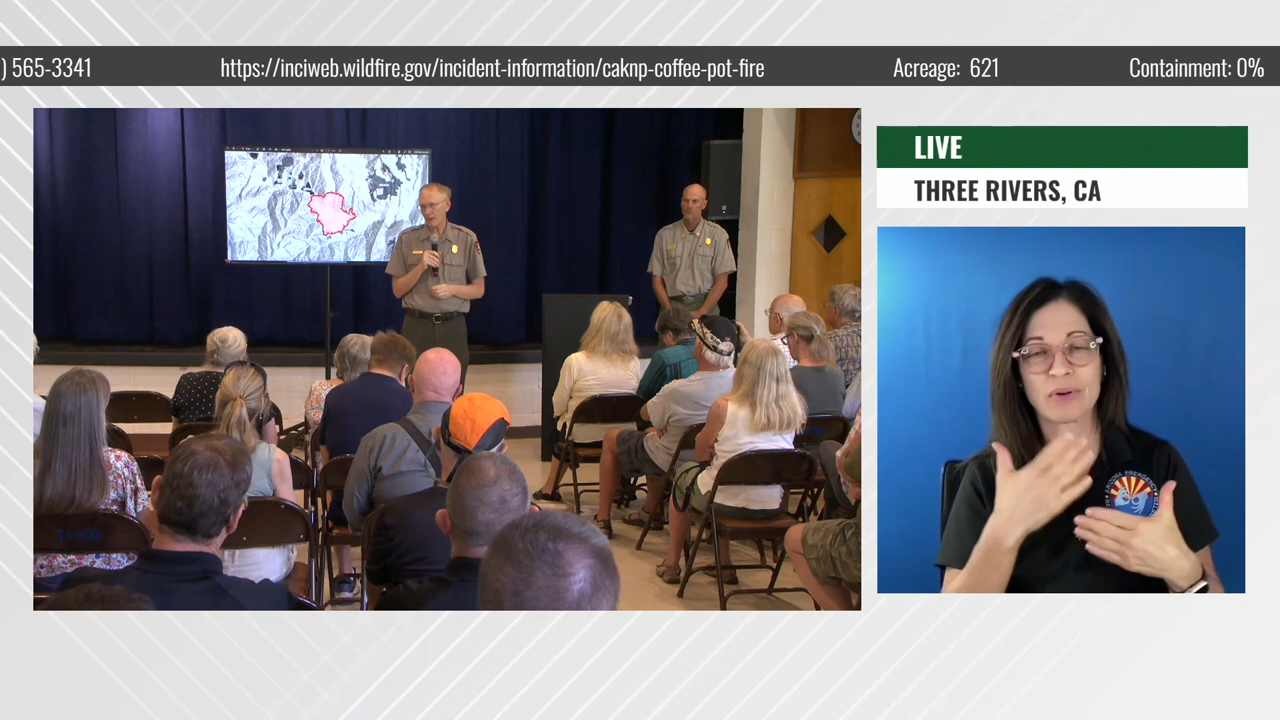 ) 565-3341 https://inciweb.wildfire.gov/incident-information/caknp-coffee-pot-fire Acreage: 621 Containment: 0%
LIVE
THREE RIVERS, CA